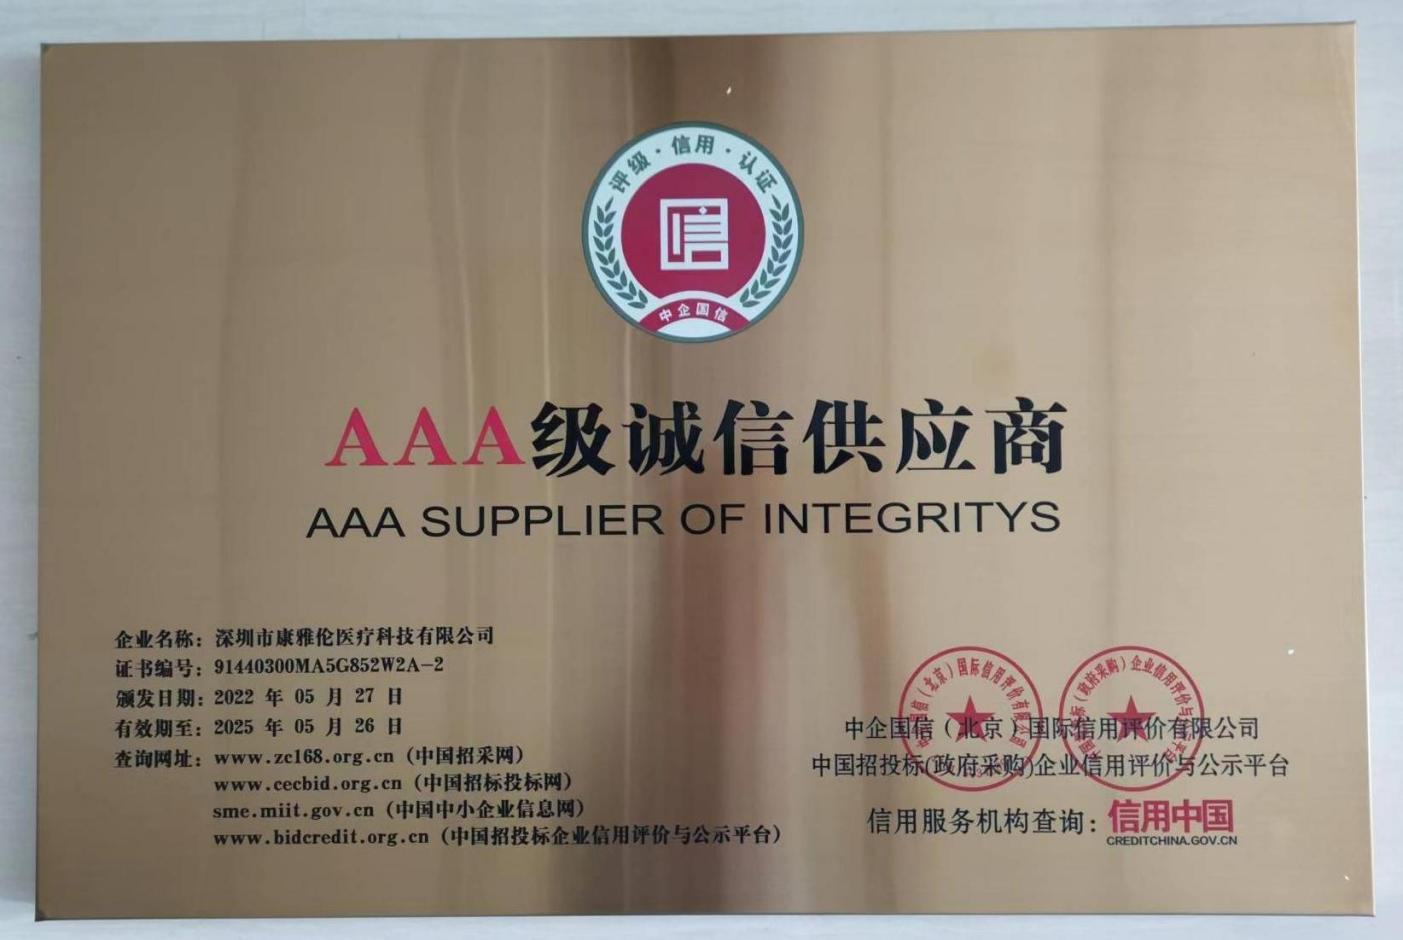 评级·信用·认证
信
中企国信
AAA级诚信供应商
AAA SUPPLIER OF INTEGRITYS
企业名称：深圳市康雅伦医疗科技有限公司
证书编号：91440300MA5G852W2A-2
颁发日期：2022 年 05 月 27 日
有效期至：2025 年 05 月 26 日
查询网址：www.zc168.org.cn（中国招采网）
www.cecbid.org.cn（中国招标投标网）
sme.miit.gov.cn（中国中小企业信息网）
www.bidcredit.org.cn（中国招投标企业信用评价与公示平台）
中企国信（北京）国际信用评价有限公司
中国招投标(政府采购)企业信用评价与公示平台
信用服务机构查询：信用中国
CREDITCHINA.GOV.CN